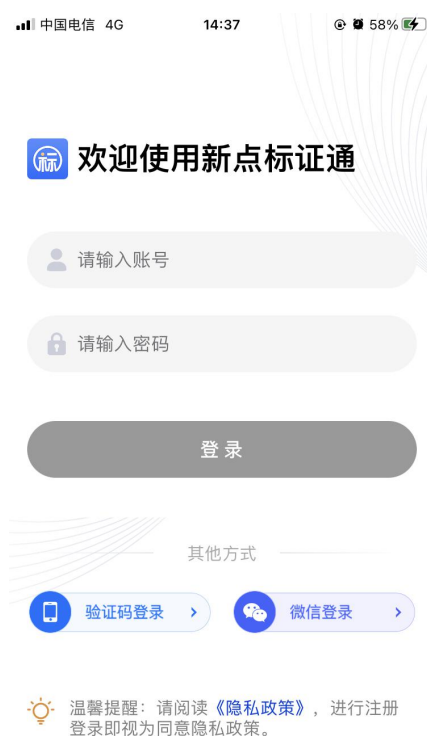 中国电信 4G 14:37 58%
标 欢迎使用新点标证通
请输入账号
请输入密码
登录
其他方式
验证码登录 微信登录
温馨提醒：请阅读《隐私政策》，进行注册
登录即视为同意隐私政策。